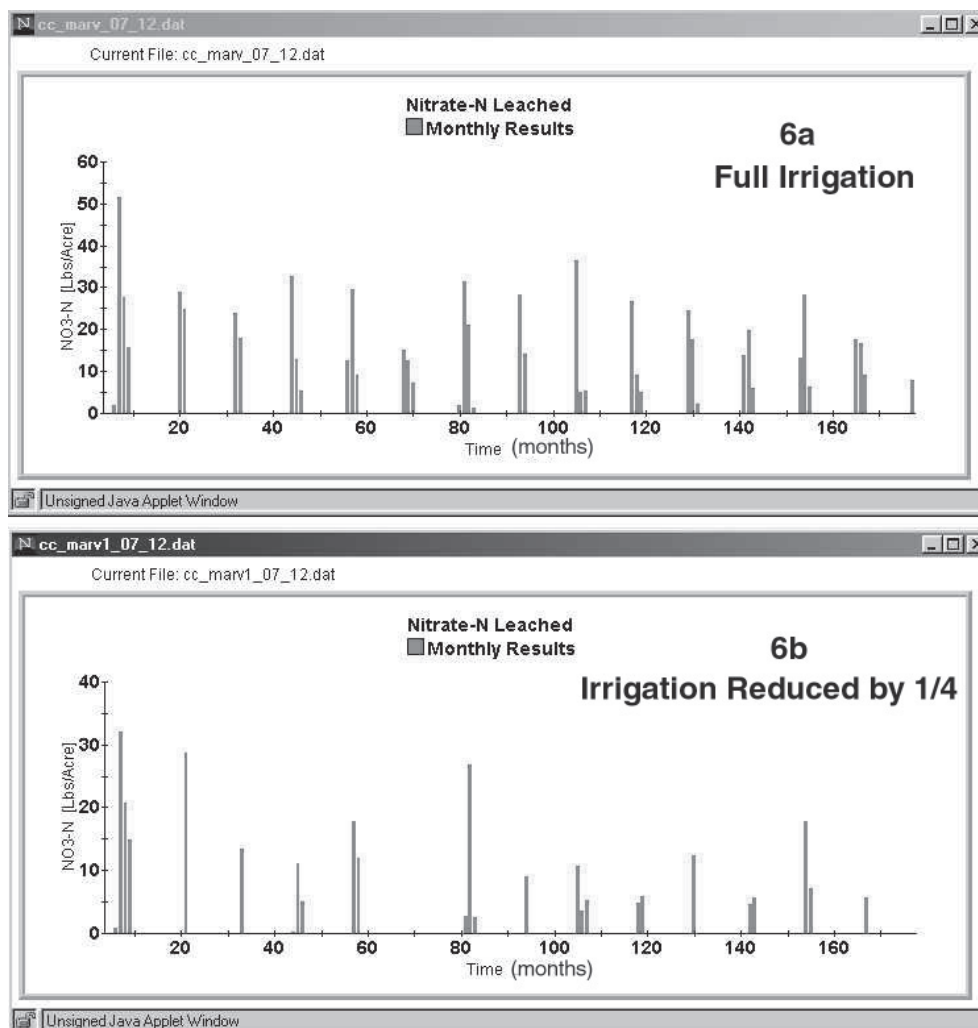 cc_marv_07_12.dat
Current File: cc_marv_07_12.dat
Nitrate-N Leached
Monthly Results
6a
Full Irrigation
NO3-N [Lbs/Acre]
60
50
40
30
20
10
0
20 40 60 80 100 120 140 160
Time (months)
Unsigned Java Applet Window
cc_marv1_07_12.dat
Current File: cc_marv1_07_12.dat
Nitrate-N Leached
Monthly Results
6b
Irrigation Reduced by 1/4
NO3-N [Lbs/Acre]
40
30
20
10
0
20 40 60 80 100 120 140 160
Time (months)
Unsigned Java Applet Window